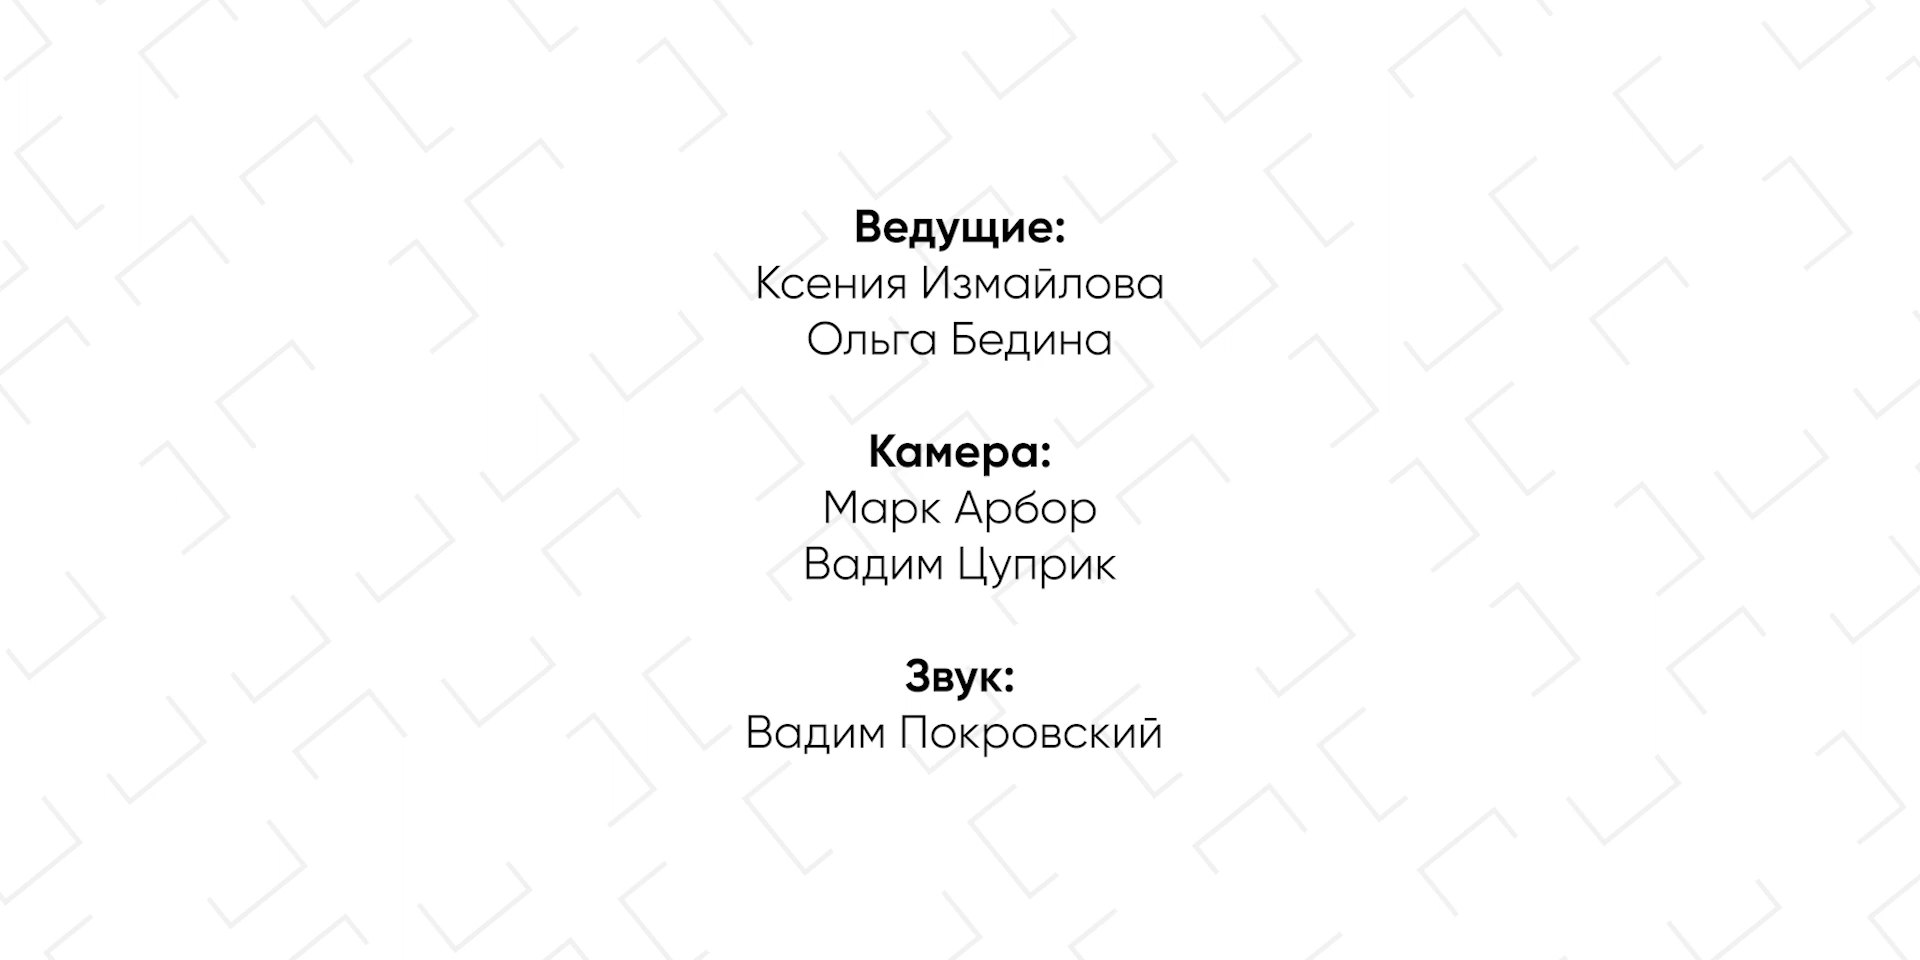 Ведущие:
Ксения Измайлова
Ольга Бедина
Камера:
Марк Арбор
Вадим Цуприк
Звук:
Вадим Покровский